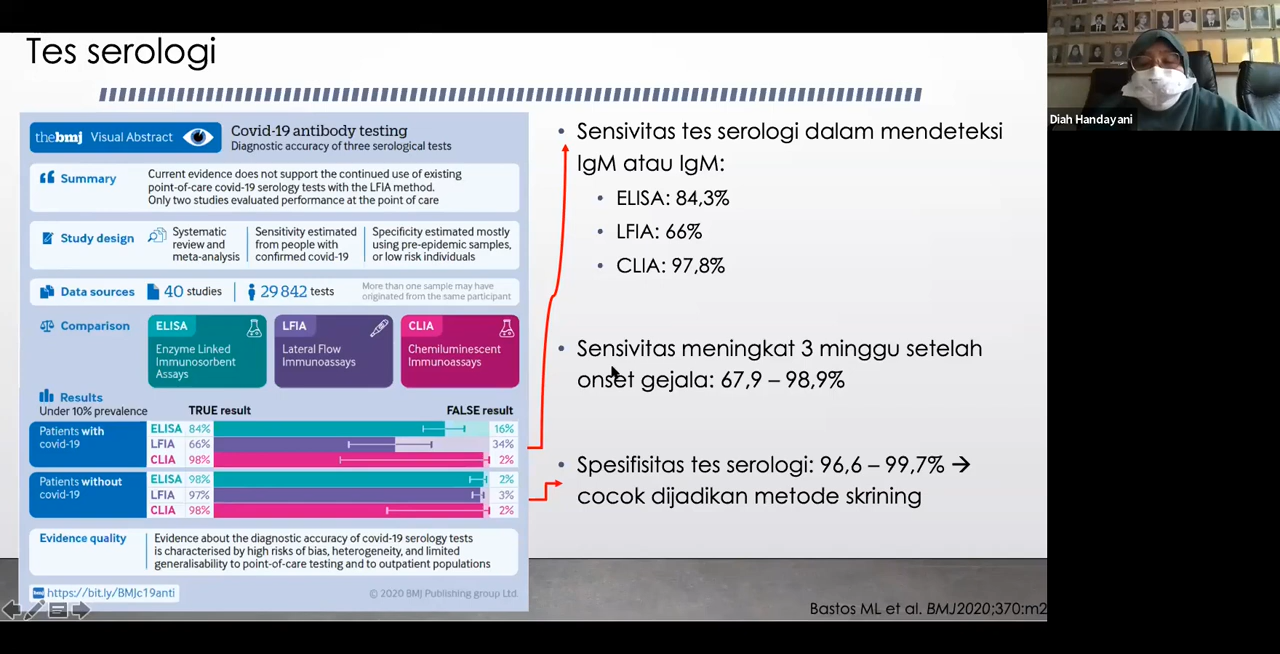 Tes serologi
Diah Handayani
thebmj Visual Abstract
Covid-19 antibody testing
Diagnostic accuracy of three serological tests
Summary
Current evidence does not support the continued use of existing
point-of-care covid-19 serology tests with the LFIA method.
Only two studies evaluated performance at the point of care
Study design
Systematic
review and
meta-analysis
Sensitivity estimated
from people with
confirmed covid-19
Specificity estimated mostly
using pre-epidemic samples,
or low risk individuals
Data sources
40 studies
29 842 tests
More than one sample may have
originated from the same participant
Comparison
ELISA
Enzyme Linked
Immunosorbent
Assays
LFIA
Lateral Flow
Immunoassays
CLIA
Chemiluminescent
Immunoassays
Results
Under 10% prevalence
TRUE result
FALSE result
Patients with
covid-19
ELISA 84% 16%
LFIA 66% 34%
CLIA 98% 2%
Patients without
covid-19
ELISA 98% 2%
LFIA 97% 3%
CLIA 98% 2%
Evidence quality
Evidence about the diagnostic accuracy of covid-19 serology tests
is characterised by high risks of bias, heterogeneity, and limited
generalisability to point-of-care testing and to outpatient populations
https://bit.ly/BMJc19anti
© 2020 BMJ Publishing group Ltd.
• Sensivitas tes serologi dalam mendeteksi
IgM atau IgM:
• ELISA: 84,3%
• LFIA: 66%
• CLIA: 97,8%
• Sensivitas meningkat 3 minggu setelah
onset gejala: 67,9 – 98,9%
• Spesifisitas tes serologi: 96,6 – 99,7% →
cocok dijadikan metode skrining
Bastos ML et al. BMJ2020;370:m2